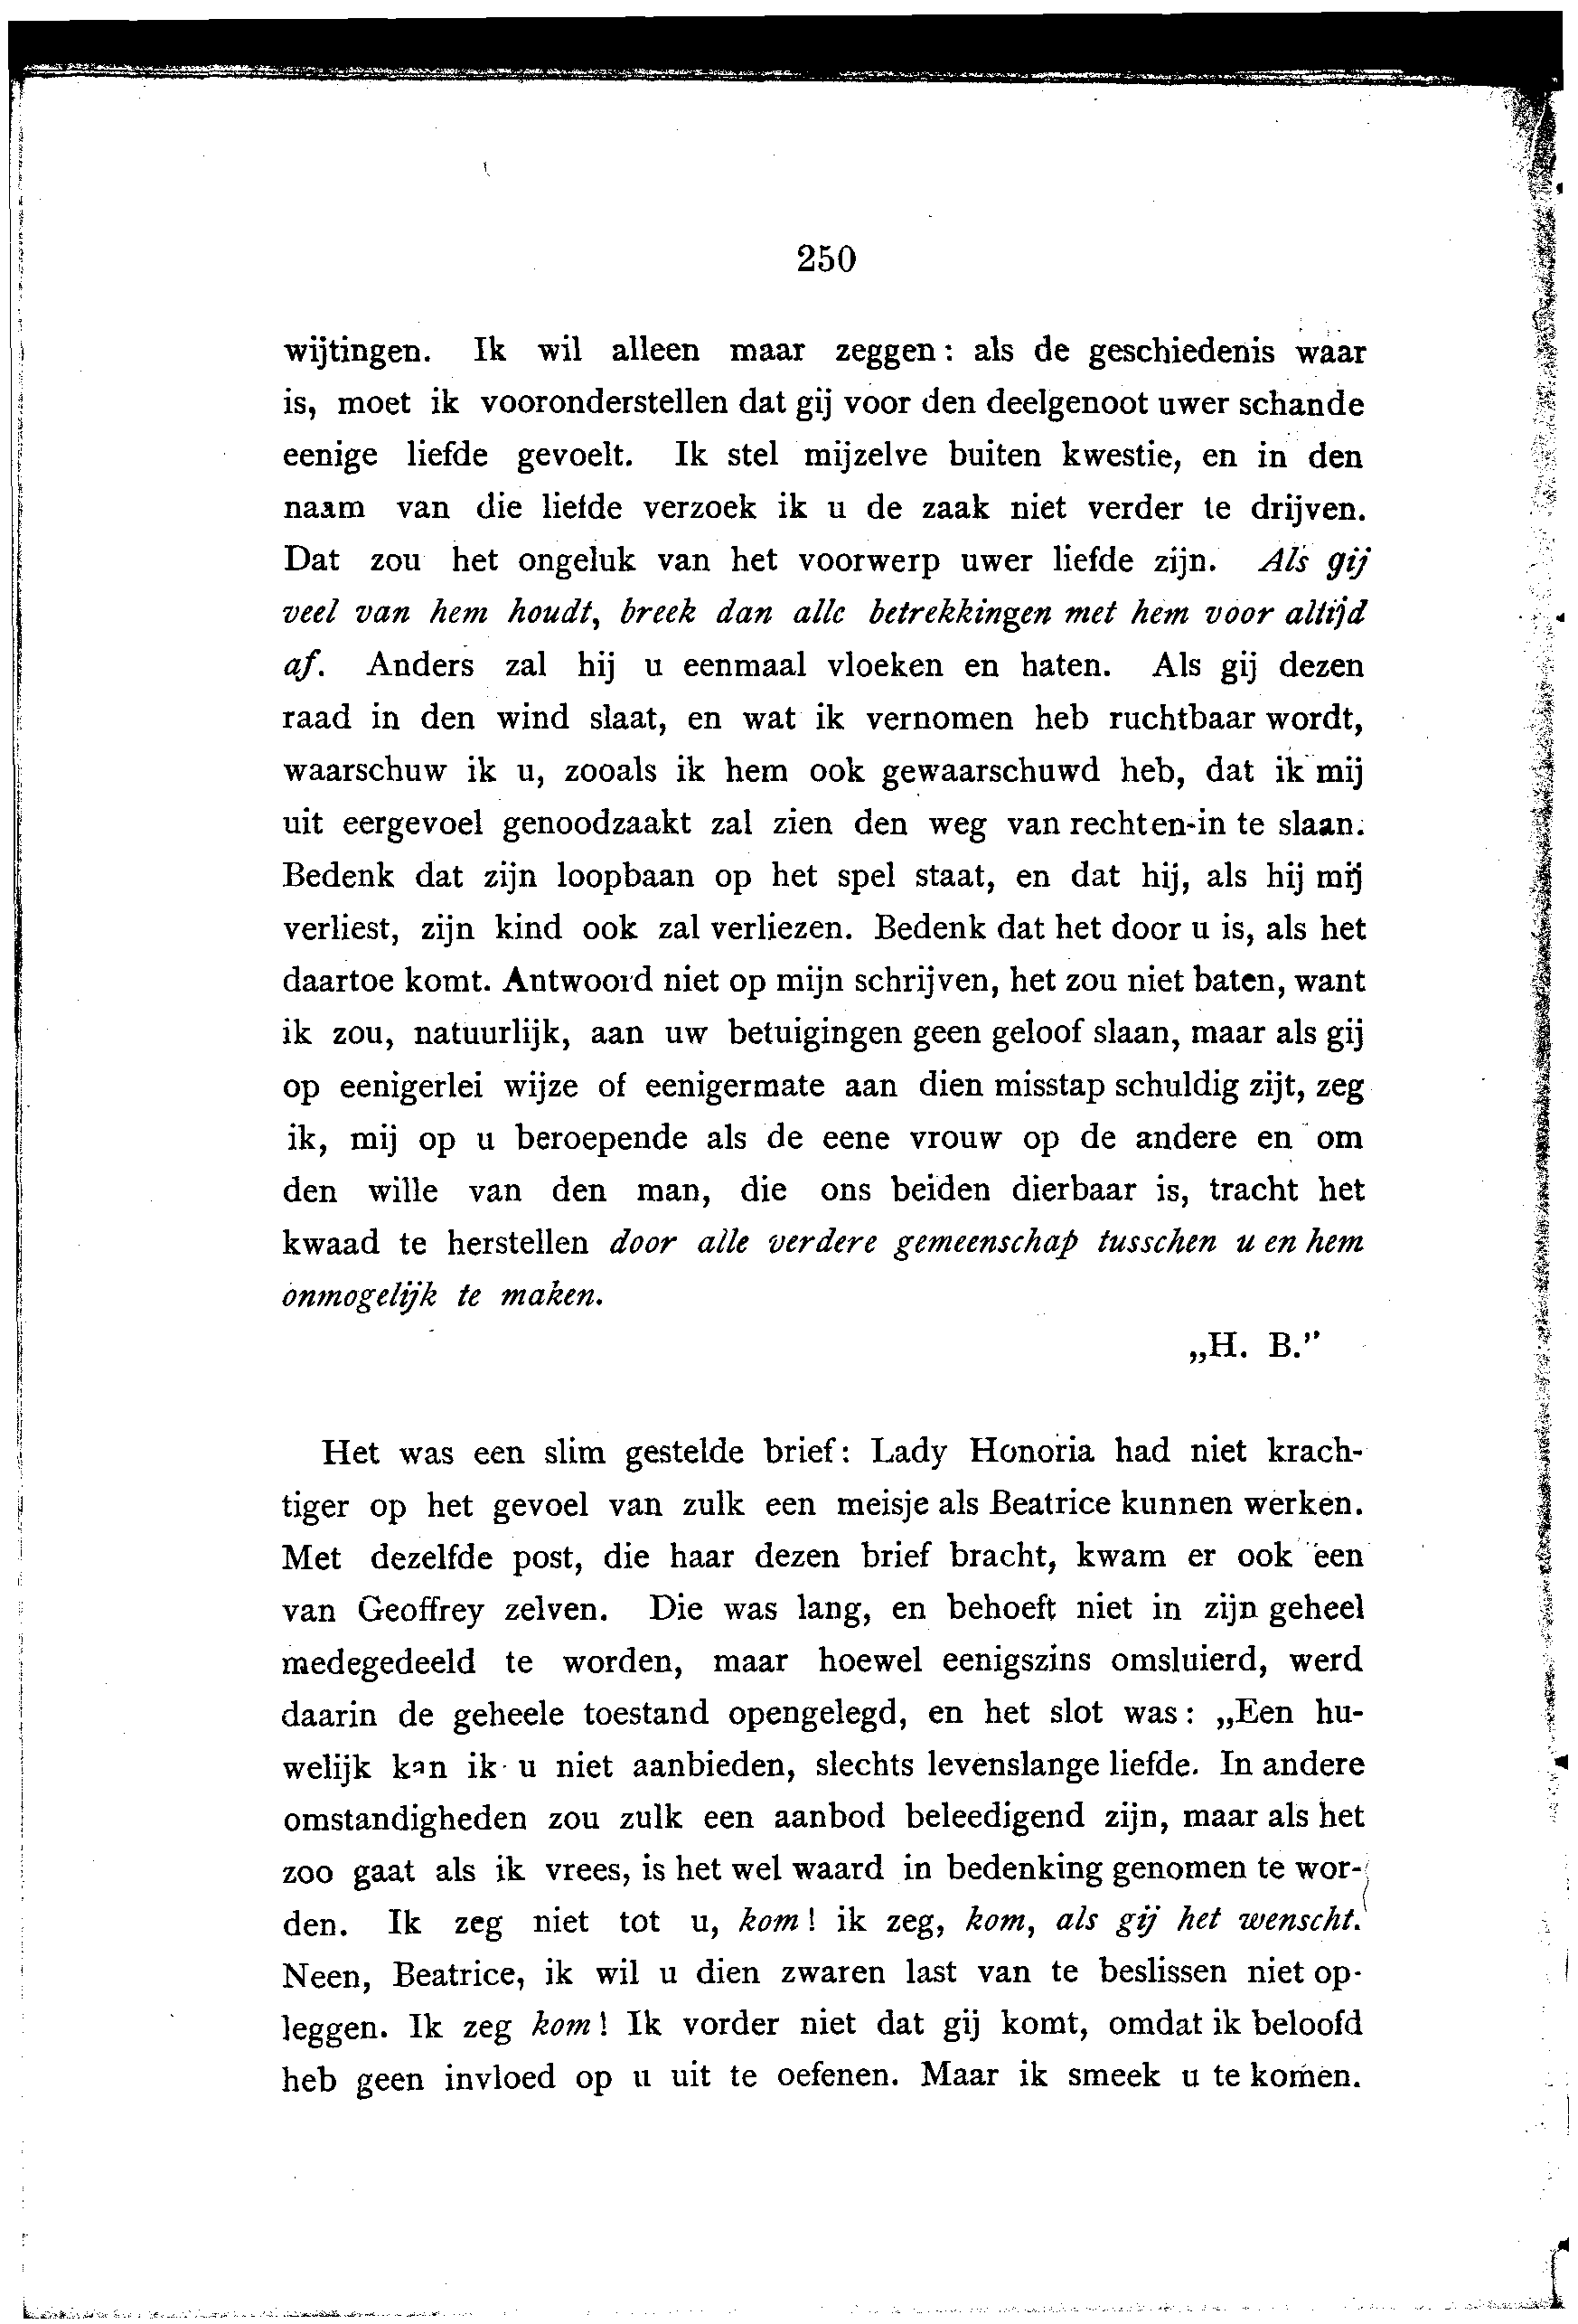 250
wijtingen. Ik wil alleen maar zeggen: als de geschiedenis waar
is, moet ik vooronderstellen dat gij voor den deelgenoot uwer schande
eenige liefde gevoelt. Ik stel mijzelve buiten kwestie, en in den
naam van die liefde verzoek ik u de zaak niet verder te drijven.
Dat zou het ongeluk van het voorwerp uwer liefde zijn. Als gij
veel van hem houdt, breek dan alle betrekkingen met hem voor altijd
af. Anders zal hij u eenmaal vloeken en haten. Als gij dezen
raad in den wind slaat, en wat ik vernomen heb ruchtbaar wordt,
waarschuw ik u, zooals ik hem ook gewaarschuwd heb, dat ik mij
uit eergevoel genoodzaakt zal zien den weg van rechten-in te slaan.
Bedenk dat zijn loopbaan op het spel staat, en dat hij, als hij mij
verliest, zijn kind ook zal verliezen. Bedenk dat het door u is, als het
daartoe komt. Antwoord niet op mijn schrijven, het zou niet baten, want
ik zou, natuurlijk, aan uw betuigingen geen geloof slaan, maar als gij
op eenigerlei wijze of eenigermate aan dien misstap schuldig zijt, zeg
ik, mij op u beroepende als de eene vrouw op de andere en om
den wille van den man, die ons beiden dierbaar is, tracht het
kwaad te herstellen door alle verdere gemeenschap tusschen u en hem
onmogelijk te maken.
„H. B.”
Het was een slim gestelde brief: Lady Honoria had niet krach-
tiger op het gevoel van zulk een meisje als Beatrice kunnen werken.
Met dezelfde post, die haar dezen brief bracht, kwam er ook een
van Geoffrey zelven. Die was lang, en behoeft niet in zijn geheel
medegedeeld te worden, maar hoewel eenigszins omsluierd, werd
daarin de geheele toestand opengelegd, en het slot was: „Een hu-
welijk kan ik u niet aanbieden, slechts levenslange liefde. In andere
omstandigheden zou zulk een aanbod beleedigend zijn, maar als het
zoo gaat als ik vrees, is het wel waard in bedenking genomen te wor-
den. Ik zeg niet tot u, kom! ik zeg, kom, als gij het wenscht.
Neen, Beatrice, ik wil u dien zwaren last van te beslissen niet op-
leggen. Ik zeg kom! Ik vorder niet dat gij komt, omdat ik beloofd
heb geen invloed op u uit te oefenen. Maar ik smeek u te komen.